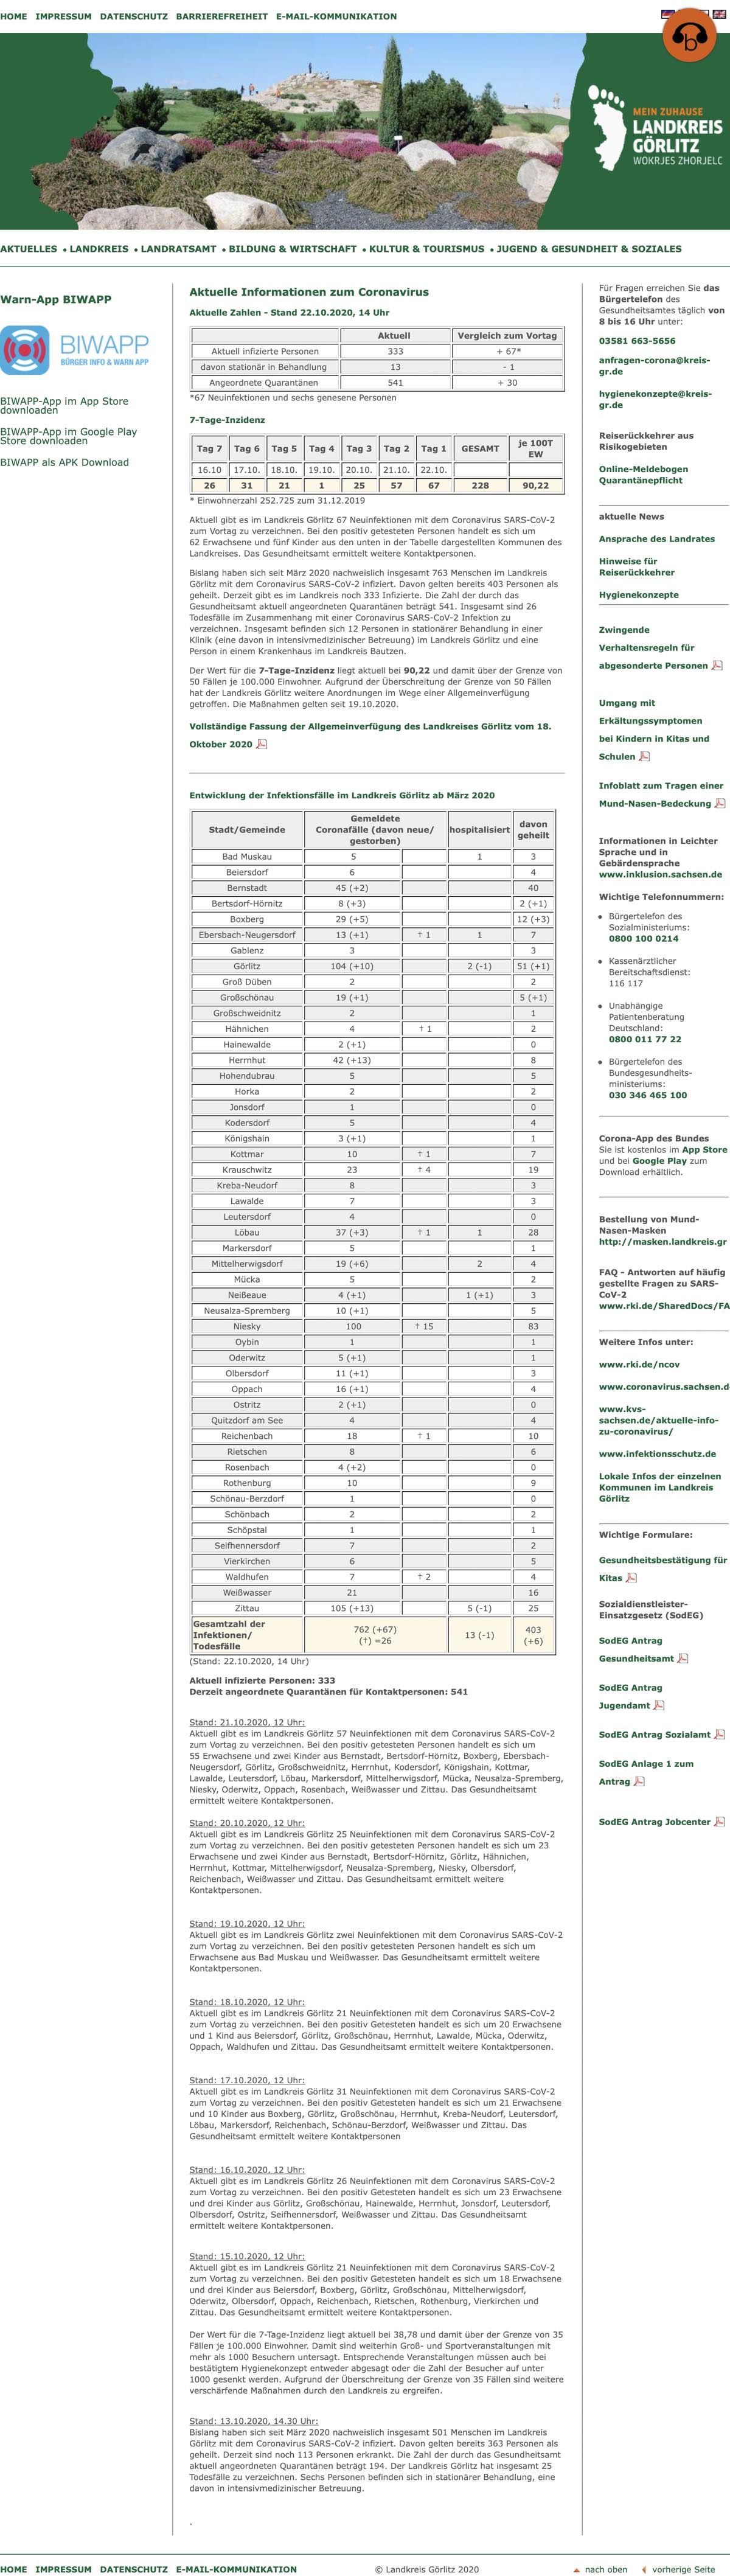 HOME IMPRESSUM DATENSCHUTZ BARRIEREFREIHEIT E-MAIL-KOMMUNIKATION
MEIN ZUHAUSE
LANDKREIS
GÖRLITZ
WOKRJES ZHORJELC
AKTUELLES • LANDKREIS • LANDRATSAMT • BILDUNG & WIRTSCHAFT • KULTUR & TOURISMUS • JUGEND & GESUNDHEIT & SOZIALES
Warn-App BIWAPP
BIWAPP
BÜRGER INFO & WARN APP
BIWAPP-App im App Store
downloaden
BIWAPP-App im Google Play
Store downloaden
BIWAPP als APK Download
Aktuelle Informationen zum Coronavirus
Aktuelle Zahlen - Stand 22.10.2020, 14 Uhr
Aktuell Vergleich zum Vortag
Aktuell infizierte Personen 333 + 67*
davon stationär in Behandlung 13 - 1
Angeordnete Quarantänen 541 + 30
*67 Neuinfektionen und sechs genesene Personen
7-Tage-Inzidenz
Tag 7 Tag 6 Tag 5 Tag 4 Tag 3 Tag 2 Tag 1 GESAMT je 100T
EW
16.10 17.10. 18.10. 19.10. 20.10. 21.10. 22.10.
26 31 21 1 25 57 67 228 90,22
* Einwohnerzahl 252.725 zum 31.12.2019
Aktuell gibt es im Landkreis Görlitz 67 Neuinfektionen mit dem Coronavirus SARS-CoV-2
zum Vortag zu verzeichnen. Bei den positiv getesteten Personen handelt es sich um
62 Erwachsene und fünf Kinder aus den unten in der Tabelle dargestellten Kommunen des
Landkreises. Das Gesundheitsamt ermittelt weitere Kontaktpersonen.
Bislang haben sich seit März 2020 nachweislich insgesamt 763 Menschen im Landkreis
Görlitz mit dem Coronavirus SARS-CoV-2 infiziert. Davon gelten bereits 403 Personen als
geheilt. Derzeit gibt es im Landkreis noch 333 Infizierte. Die Zahl der durch das
Gesundheitsamt aktuell angeordneten Quarantänen beträgt 541. Insgesamt sind 26
Todesfälle im Zusammenhang mit einer Coronavirus SARS-CoV-2 Infektion zu
verzeichnen. Insgesamt befinden sich 12 Personen in stationärer Behandlung in einer
Klinik (eine davon in intensivmedizinischer Betreuung) im Landkreis Görlitz und eine
Person in einem Krankenhaus im Landkreis Bautzen.
Der Wert für die 7-Tage-Inzidenz liegt aktuell bei 90,22 und damit über der Grenze von
50 Fällen je 100.000 Einwohner. Aufgrund der Überschreitung der Grenze von 50 Fällen
hat der Landkreis Görlitz weitere Anordnungen im Wege einer Allgemeinverfügung
getroffen. Die Maßnahmen gelten seit 19.10.2020.
Vollständige Fassung der Allgemeinverfügung des Landkreises Görlitz vom 18.
Oktober 2020
Entwicklung der Infektionsfälle im Landkreis Görlitz ab März 2020
Stadt/Gemeinde Gemeldete
Coronafälle (davon neue/
gestorben) hospitalisiert davon
geheilt
Bad Muskau 5 1 3
Beiersdorf 6 4
Bernstadt 45 (+2) 40
Bertsdorf-Hörnitz 8 (+3) 2 (+1)
Boxberg 29 (+5) 12 (+3)
Ebersbach-Neugersdorf 13 (+1) † 1 1 7
Gablenz 3 3
Görlitz 104 (+10) 2 (-1) 51 (+1)
Groß Düben 2 2
Großschönau 19 (+1) 5 (+1)
Großschweidnitz 2 1
Hähnichen 4 † 1 2
Hainewalde 2 (+1) 0
Herrnhut 42 (+13) 8
Hohendubrau 5 5
Horka 2 2
Jonsdorf 1 0
Kodersdorf 5 4
Königshain 3 (+1) 1
Kottmar 10 † 1 7
Krauschwitz 23 † 4 19
Kreba-Neudorf 8 3
Lawalde 7 3
Leutersdorf 4 0
Löbau 37 (+3) † 1 1 28
Markersdorf 5 1
Mittelherwigsdorf 19 (+6) 2 4
Mücka 5 2
Neißeaue 4 (+1) 1 (+1) 3
Neusalza-Spremberg 10 (+1) 5
Niesky 100 † 15 83
Oybin 1 1
Oderwitz 5 (+1) 1
Olbersdorf 11 (+1) 3
Oppach 16 (+1) 4
Ostritz 2 (+1) 0
Quitzdorf am See 4 4
Reichenbach 18 † 1 10
Rietschen 8 6
Rosenbach 4 (+2) 0
Rothenburg 10 9
Schönau-Berzdorf 1 0
Schönbach 2 2
Schöpstal 1 1
Seifhennersdorf 7 2
Vierkirchen 6 5
Waldhufen 7 † 2 4
Weißwasser 21 16
Zittau 105 (+13) 5 (-1) 25
Gesamtzahl der
Infektionen/
Todesfälle 762 (+67)
(†) =26 13 (-1) 403
(+6)
(Stand: 22.10.2020, 14 Uhr)
Aktuell infizierte Personen: 333
Derzeit angeordnete Quarantänen für Kontaktpersonen: 541
Stand: 21.10.2020, 12 Uhr:
Aktuell gibt es im Landkreis Görlitz 57 Neuinfektionen mit dem Coronavirus SARS-CoV-2
zum Vortag zu verzeichnen. Bei den positiv getesteten Personen handelt es sich um
55 Erwachsene und zwei Kinder aus Bernstadt, Bertsdorf-Hörnitz, Boxberg, Ebersbach-
Neugersdorf, Görlitz, Großschweidnitz, Herrnhut, Kodersdorf, Königshain, Kottmar,
Lawalde, Leutersdorf, Löbau, Markersdorf, Mittelherwigsdorf, Mücka, Neusalza-Spremberg,
Niesky, Oderwitz, Oppach, Rosenbach, Weißwasser und Zittau. Das Gesundheitsamt
ermittelt weitere Kontaktpersonen.
Stand: 20.10.2020, 12 Uhr:
Aktuell gibt es im Landkreis Görlitz 25 Neuinfektionen mit dem Coronavirus SARS-CoV-2
zum Vortag zu verzeichnen. Bei den positiv getesteten Personen handelt es sich um 23
Erwachsene und zwei Kinder aus Bernstadt, Bertsdorf-Hörnitz, Görlitz, Hähnichen,
Herrnhut, Kottmar, Mittelherwigsdorf, Neusalza-Spremberg, Niesky, Olbersdorf,
Reichenbach, Weißwasser und Zittau. Das Gesundheitsamt ermittelt weitere
Kontaktpersonen.
Stand: 19.10.2020, 12 Uhr:
Aktuell gibt es im Landkreis Görlitz zwei Neuinfektionen mit dem Coronavirus SARS-CoV-2
zum Vortag zu verzeichnen. Bei den positiv getesteten Personen handelt es sich um
Erwachsene aus Bad Muskau und Weißwasser. Das Gesundheitsamt ermittelt weitere
Kontaktpersonen.
Stand: 18.10.2020, 12 Uhr:
Aktuell gibt es im Landkreis Görlitz 21 Neuinfektionen mit dem Coronavirus SARS-CoV-2
zum Vortag zu verzeichnen. Bei den positiv Getesteten handelt es sich um 20 Erwachsene
und 1 Kind aus Beiersdorf, Görlitz, Großschönau, Herrnhut, Lawalde, Mücka, Oderwitz,
Oppach, Waldhufen und Zittau. Das Gesundheitsamt ermittelt weitere Kontaktpersonen.
Stand: 17.10.2020, 12 Uhr:
Aktuell gibt es im Landkreis Görlitz 31 Neuinfektionen mit dem Coronavirus SARS-CoV-2
zum Vortag zu verzeichnen. Bei den positiv Getesteten handelt es sich um 21 Erwachsene
und 10 Kinder aus Boxberg, Görlitz, Großschönau, Herrnhut, Kreba-Neudorf, Leutersdorf,
Löbau, Markersdorf, Reichenbach, Schönau-Berzdorf, Weißwasser und Zittau. Das
Gesundheitsamt ermittelt weitere Kontaktpersonen
Stand: 16.10.2020, 12 Uhr:
Aktuell gibt es im Landkreis Görlitz 26 Neuinfektionen mit dem Coronavirus SARS-CoV-2
zum Vortag zu verzeichnen. Bei den positiv Getesteten handelt es sich um 23 Erwachsene
und drei Kinder aus Görlitz, Großschönau, Hainewalde, Herrnhut, Jonsdorf, Leutersdorf,
Olbersdorf, Ostritz, Seifhennersdorf, Weißwasser und Zittau. Das Gesundheitsamt
ermittelt weitere Kontaktpersonen.
Stand: 15.10.2020, 12 Uhr:
Aktuell gibt es im Landkreis Görlitz 21 Neuinfektionen mit dem Coronavirus SARS-CoV-2
zum Vortag zu verzeichnen. Bei den positiv Getesteten handelt es sich um 18 Erwachsene
und drei Kinder aus Beiersdorf, Boxberg, Görlitz, Großschönau, Mittelherwigsdorf,
Oderwitz, Olbersdorf, Oppach, Reichenbach, Rietschen, Rothenburg, Vierkirchen und
Zittau. Das Gesundheitsamt ermittelt weitere Kontaktpersonen.
Der Wert für die 7-Tage-Inzidenz liegt aktuell bei 38,78 und damit über der Grenze von 35
Fällen je 100.000 Einwohner. Damit sind weiterhin Groß- und Sportveranstaltungen mit
mehr als 1000 Besuchern untersagt. Entsprechende Veranstaltungen müssen auch bei
bestätigtem Hygienekonzept entweder abgesagt oder die Zahl der Besucher auf unter
1000 gesenkt werden. Aufgrund der Überschreitung der Grenze von 35 Fällen sind weitere
verschärfende Maßnahmen durch den Landkreis zu ergreifen.
Stand: 13.10.2020, 14.30 Uhr:
Bislang haben sich seit März 2020 nachweislich insgesamt 501 Menschen im Landkreis
Görlitz mit dem Coronavirus SARS-CoV-2 infiziert. Davon gelten bereits 363 Personen als
geheilt. Derzeit sind noch 113 Personen erkrankt. Die Zahl der durch das Gesundheitsamt
aktuell angeordneten Quarantänen beträgt 194. Der Landkreis Görlitz hat insgesamt 25
Todesfälle zu verzeichnen. Sechs Personen befinden sich in stationärer Behandlung, eine
davon in intensivmedizinischer Betreuung.
.
Für Fragen erreichen Sie das
Bürgertelefon des
Gesundheitsamtes täglich von
8 bis 16 Uhr unter:
03581 663-5656
anfragen-corona@kreis-
gr.de
hygienekonzepte@kreis-
gr.de
Reiserückkehrer aus
Risikogebieten
Online-Meldebogen
Quarantänepflicht
aktuelle News
Ansprache des Landrates
Hinweise für
Reiserückkehrer
Hygienekonzepte
Zwingende
Verhaltensregeln für
abgesonderte Personen
Umgang mit
Erkältungssymptomen
bei Kindern in Kitas und
Schulen
Infoblatt zum Tragen einer
Mund-Nasen-Bedeckung
Informationen in Leichter
Sprache und in
Gebärdensprache
www.inklusion.sachsen.de
Wichtige Telefonnummern:
• Bürgertelefon des
Sozialministeriums:
0800 100 0214
• Kassenärztlicher
Bereitschaftsdienst:
116 117
• Unabhängige
Patientenberatung
Deutschland:
0800 011 77 22
• Bürgertelefon des
Bundesgesundheits-
ministeriums:
030 346 465 100
Corona-App des Bundes
Sie ist kostenlos im App Store
und bei Google Play zum
Download erhältlich.
Bestellung von Mund-
Nasen-Masken
http://masken.landkreis.gr
FAQ - Antworten auf häufig
gestellte Fragen zu SARS-
CoV-2
www.rki.de/SharedDocs/FA
Weitere Infos unter:
www.rki.de/ncov
www.coronavirus.sachsen.d
www.kvs-
sachsen.de/aktuelle-info-
zu-coronavirus/
www.infektionsschutz.de
Lokale Infos der einzelnen
Kommunen im Landkreis
Görlitz
Wichtige Formulare:
Gesundheitsbestätigung für
Kitas
Sozialdienstleister-
Einsatzgesetz (SodEG)
SodEG Antrag
Gesundheitsamt
SodEG Antrag
Jugendamt
SodEG Antrag Sozialamt
SodEG Anlage 1 zum
Antrag
SodEG Antrag Jobcenter
HOME IMPRESSUM DATENSCHUTZ E-MAIL-KOMMUNIKATION © Landkreis Görlitz 2020 nach oben vorherige Seite